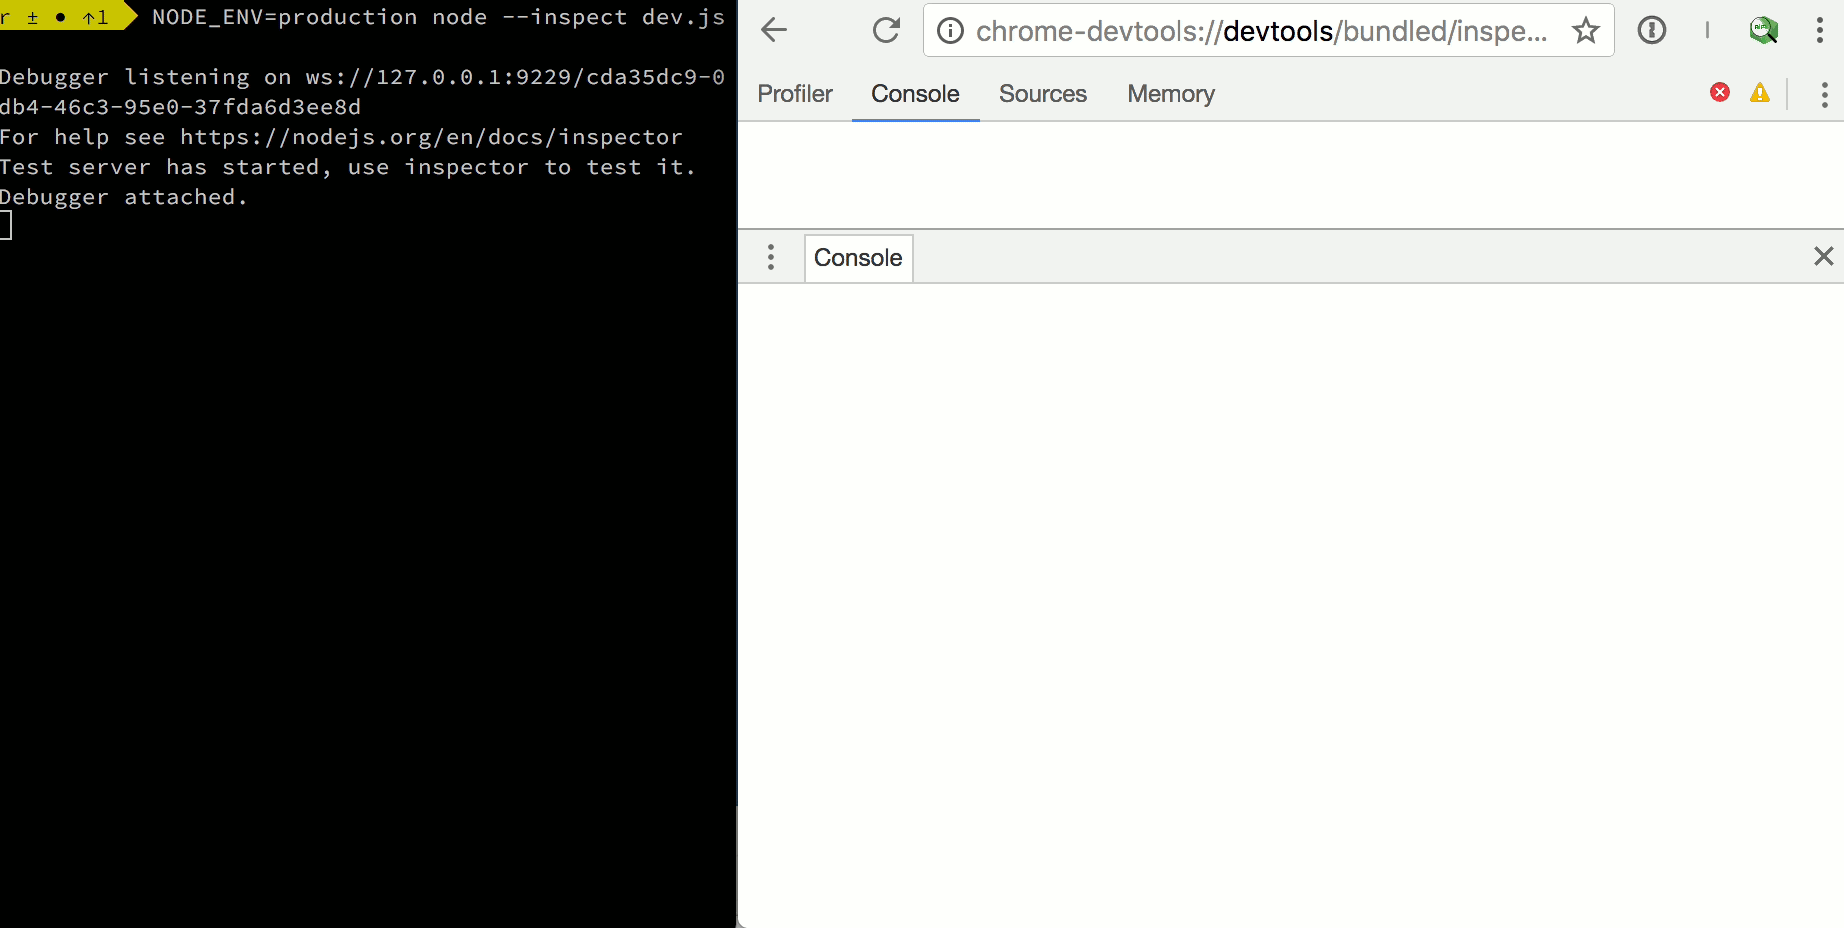 r ± ● ↑1 NODE_ENV=production node --inspect dev.js
Debugger listening on ws://127.0.0.1:9229/cda35dc9-0
db4-46c3-95e0-37fda6d3ee8d
For help see https://nodejs.org/en/docs/inspector
Test server has started, use inspector to test it.
Debugger attached.
chrome-devtools://devtools/bundled/inspe...
Profiler Console Sources Memory
Console